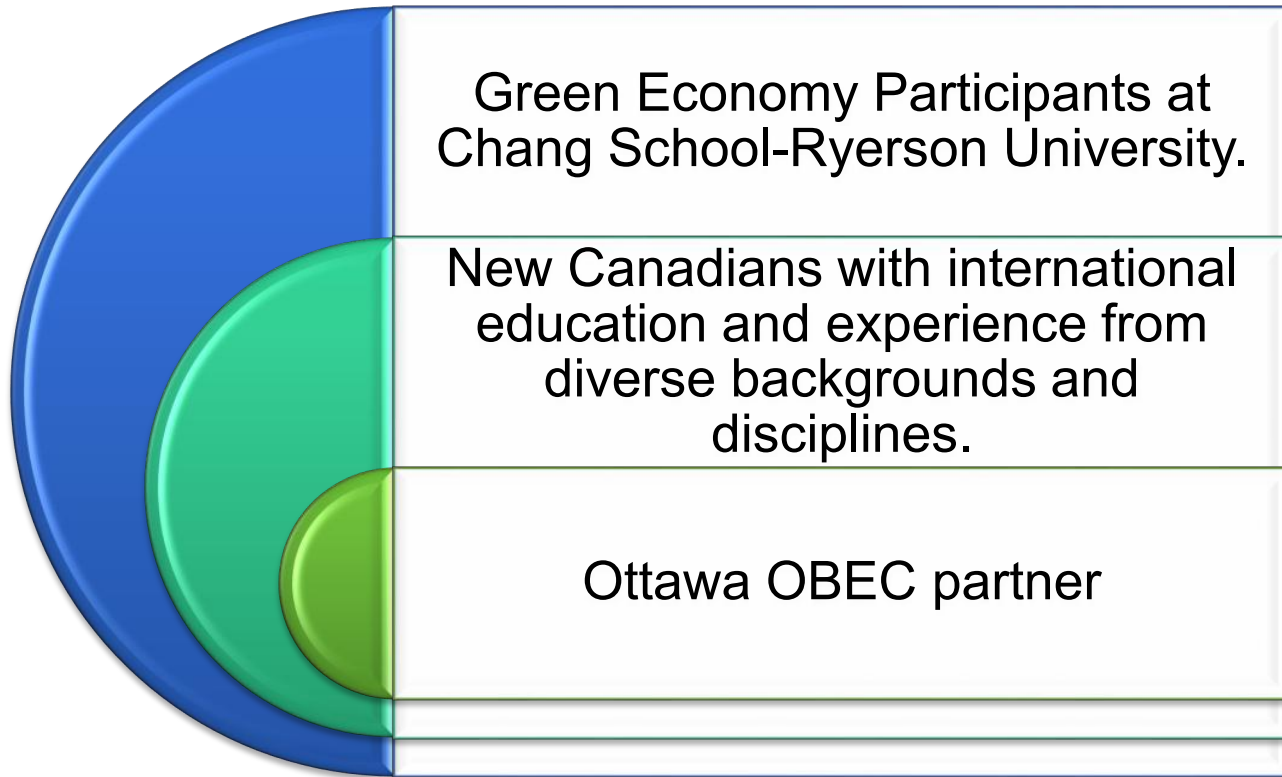 Green Economy Participants at
Chang School-Ryerson University.
New Canadians with international
education and experience from
diverse backgrounds and
disciplines.
Ottawa OBEC partner